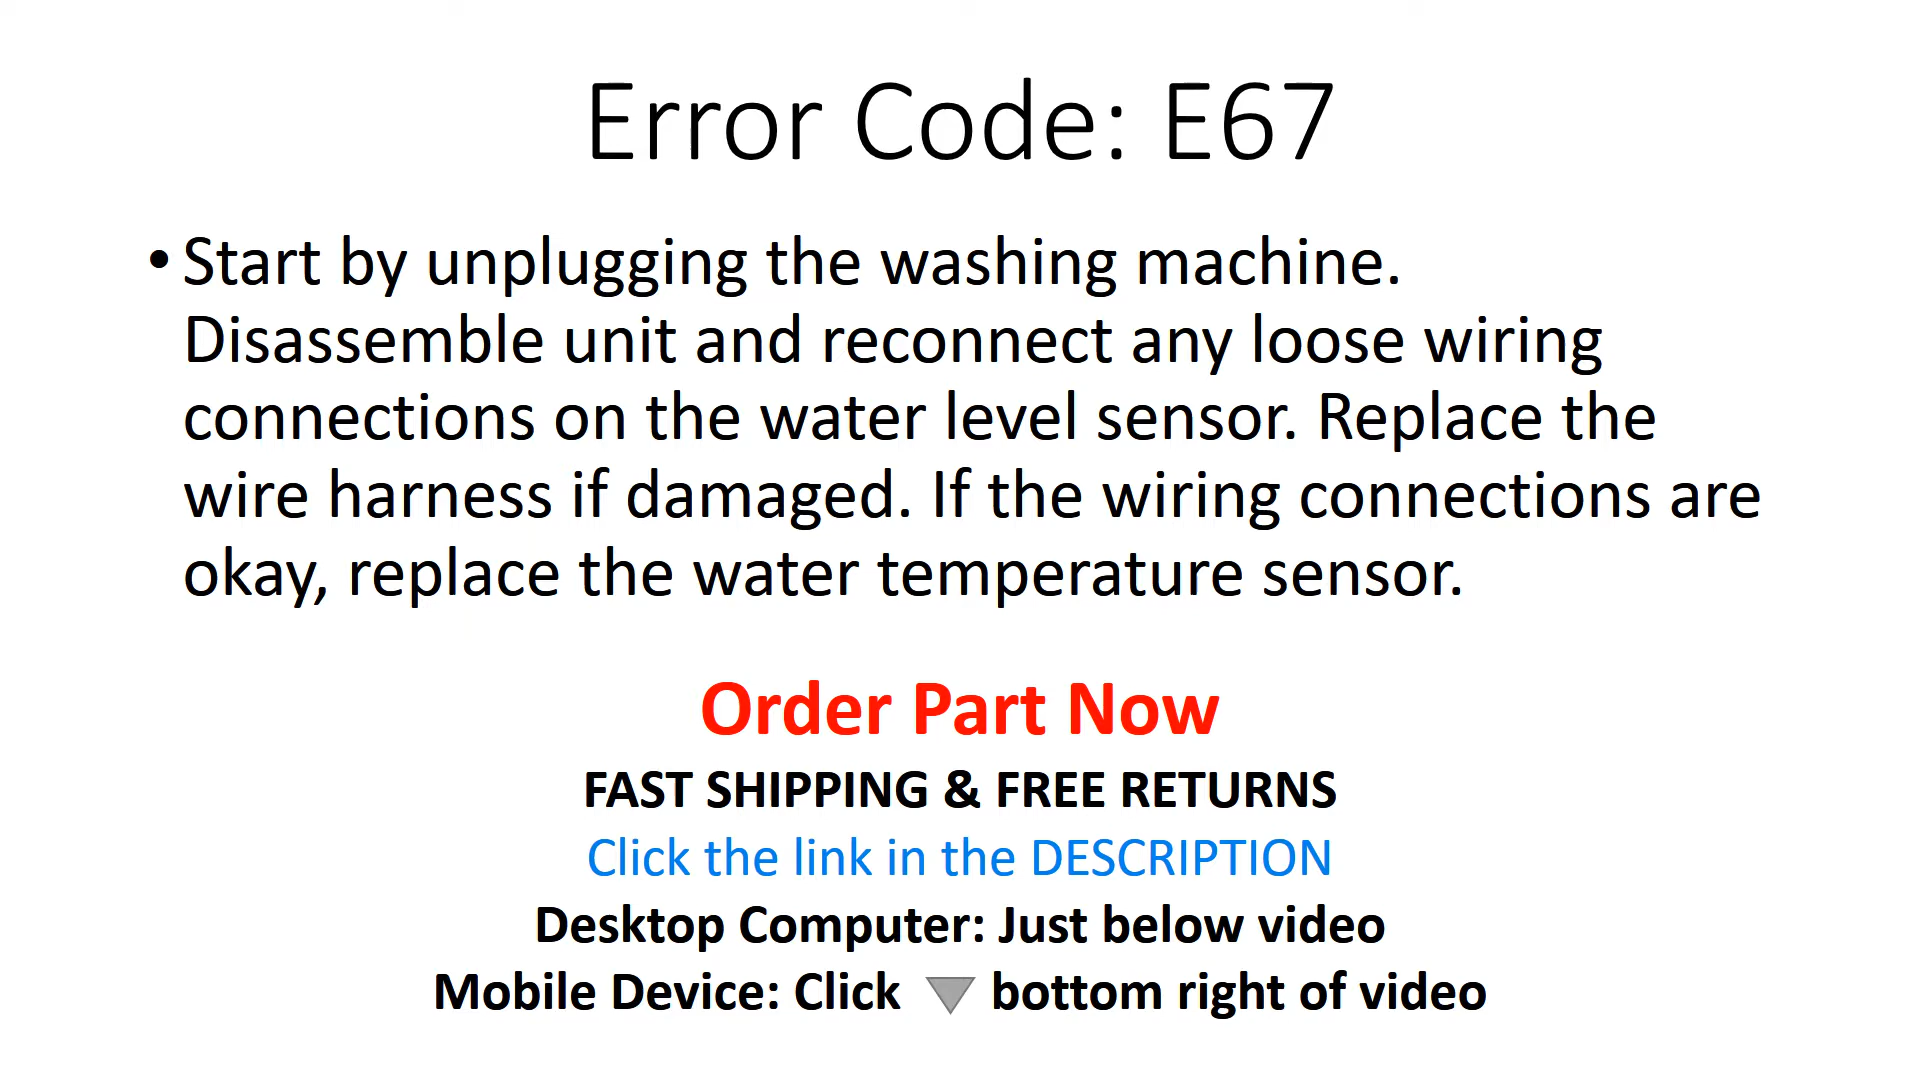 Error Code: E67
• Start by unplugging the washing machine.
Disassemble unit and reconnect any loose wiring
connections on the water level sensor. Replace the
wire harness if damaged. If the wiring connections are
okay, replace the water temperature sensor.
Order Part Now
FAST SHIPPING & FREE RETURNS
Click the link in the DESCRIPTION
Desktop Computer: Just below video
Mobile Device: Click bottom right of video